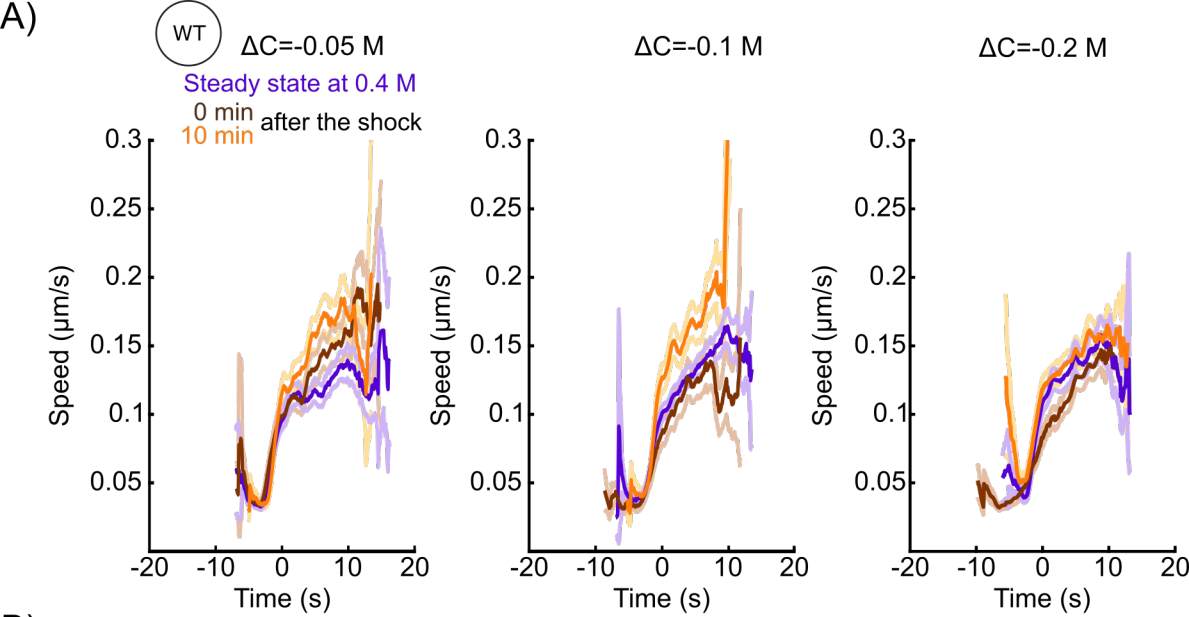 A)
WT
ΔC=-0.05 M
ΔC=-0.1 M
ΔC=-0.2 M
Steady state at 0.4 M
0 min
10 min
after the shock
0.3
0.25
0.2
0.15
0.1
0.05
Speed (μm/s)
-20 -10 0 10 20
Time (s)
0.3
0.25
0.2
0.15
0.1
0.05
Speed (μm/s)
-20 -10 0 10 20
Time (s)
0.3
0.25
0.2
0.15
0.1
0.05
Speed (μm/s)
-20 -10 0 10 20
Time (s)